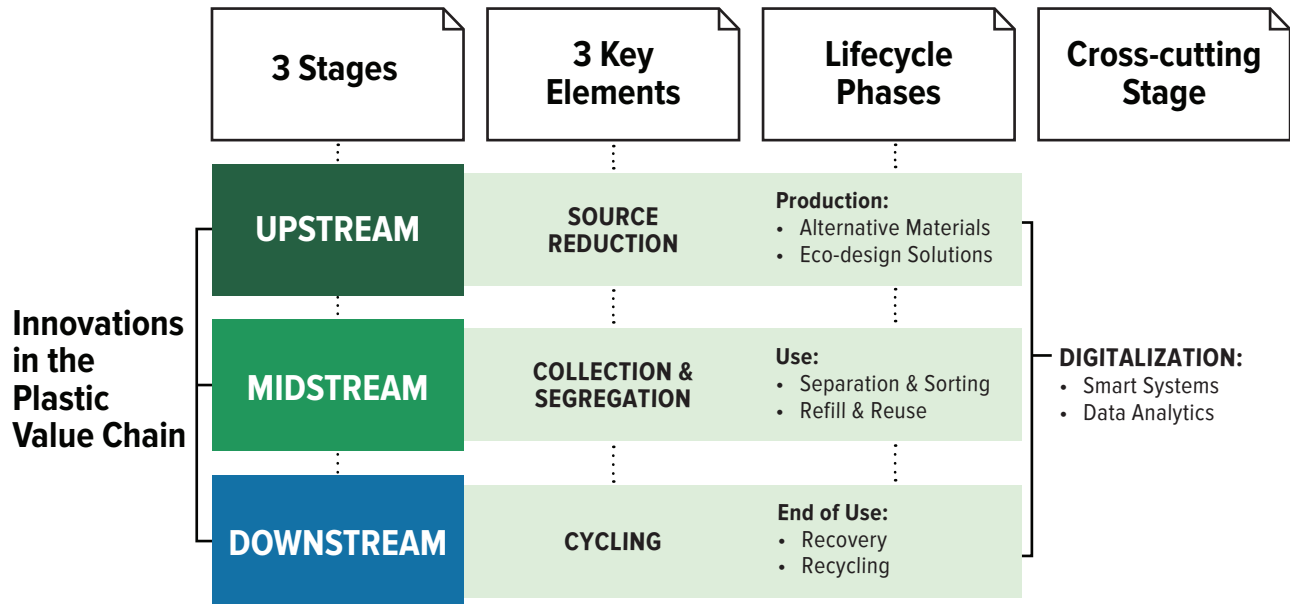 3 Stages
3 Key
Elements
Lifecycle
Phases
Cross-cutting
Stage
Innovations
in the
Plastic
Value Chain
UPSTREAM
SOURCE
REDUCTION
Production:
• Alternative Materials
• Eco-design Solutions
MIDSTREAM
COLLECTION &
SEGREGATION
Use:
• Separation & Sorting
• Refill & Reuse
DOWNSTREAM
CYCLING
End of Use:
• Recovery
• Recycling
DIGITALIZATION:
• Smart Systems
• Data Analytics